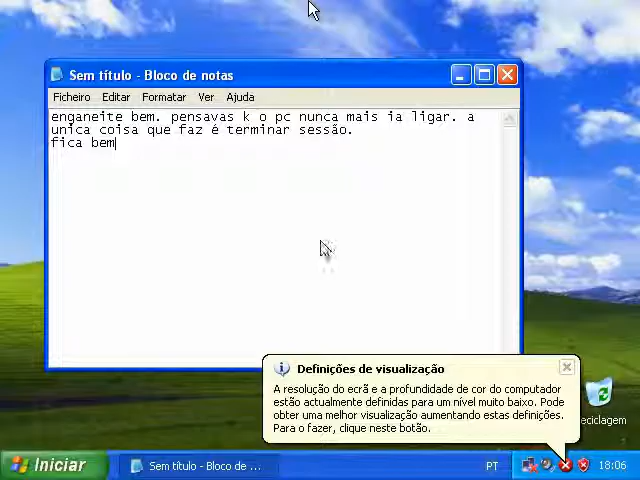 Sem título - Bloco de notas
Ficheiro Editar Formatar Ver Ajuda
enganeite bem. pensavas k o pc nunca mais ia ligar. a
unica coisa que faz é terminar sessão.
fica bem
Definições de visualização
A resolução do ecrã e a profundidade de cor do computador
estão actualmente definidas para um nível muito baixo. Pode
obter uma melhor visualização aumentando estas definições.
Para o fazer, clique neste botão.
eciclagem
Iniciar
Sem título - Bloco de ...
PT
18:06